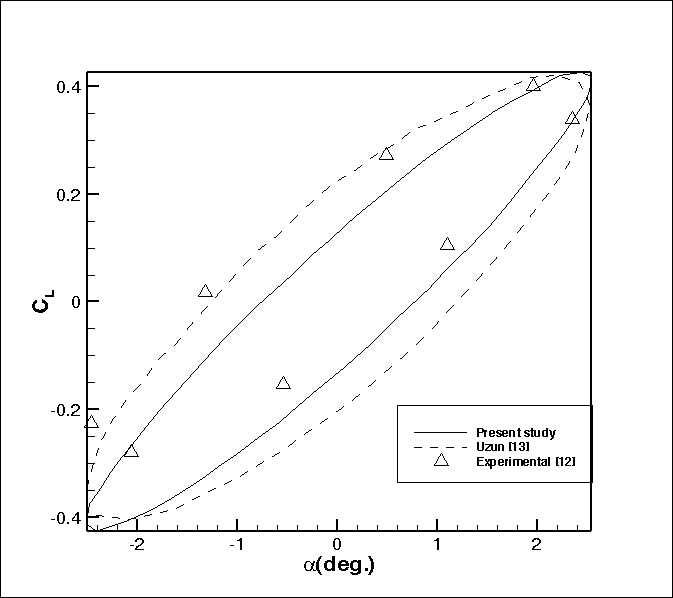 0.4
0.2
0
-0.2
-0.4
C_L
-2
-1
0
1
2
α(deg.)
Present study
Uzun [13]
Experimental [12]